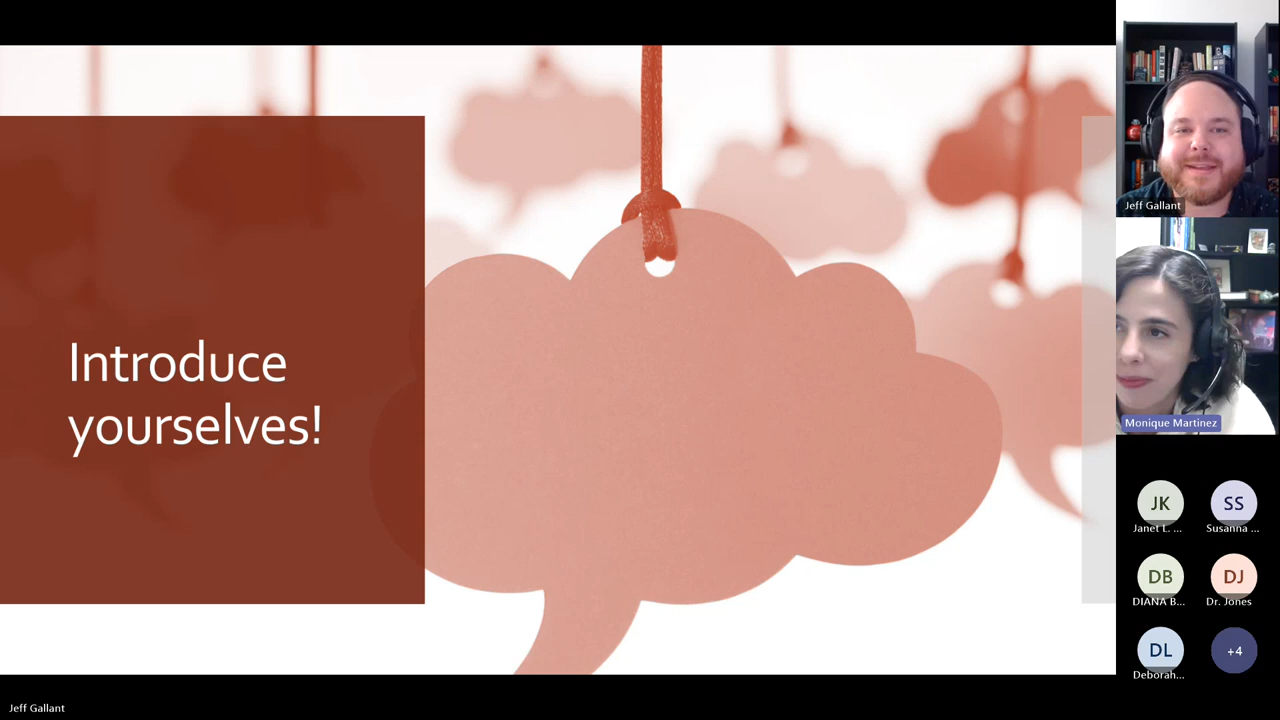 Introduce
yourselves!
Jeff Gallant
Monique Martinez
JK
SS
Janet L. ...
Susanna ...
DB
DJ
DIANA B...
Dr. Jones
DL
+4
Deborah...
Jeff Gallant